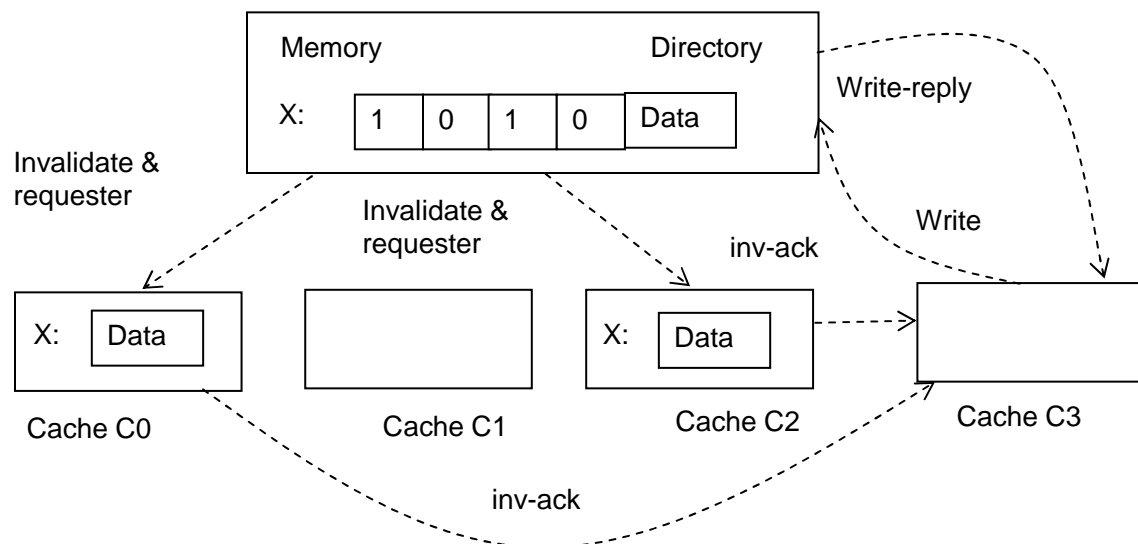 Memory Directory
Write-reply
X: 1 0 1 0 Data
Invalidate &
requester
Invalidate &
requester
Write
inv-ack
X: Data
X: Data
Cache C0
Cache C1
Cache C2
Cache C3
inv-ack